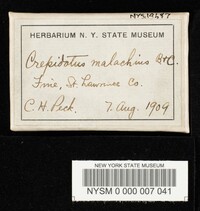 HERBARIUM N. Y. STATE MUSEUM
Crepidotus malachius B&C.
Fine, St. Lawrence Co.
C. H. Peck. 7 Aug. 1909
NEW YORK STATE MUSEUM
NYSM 0 000 007 041